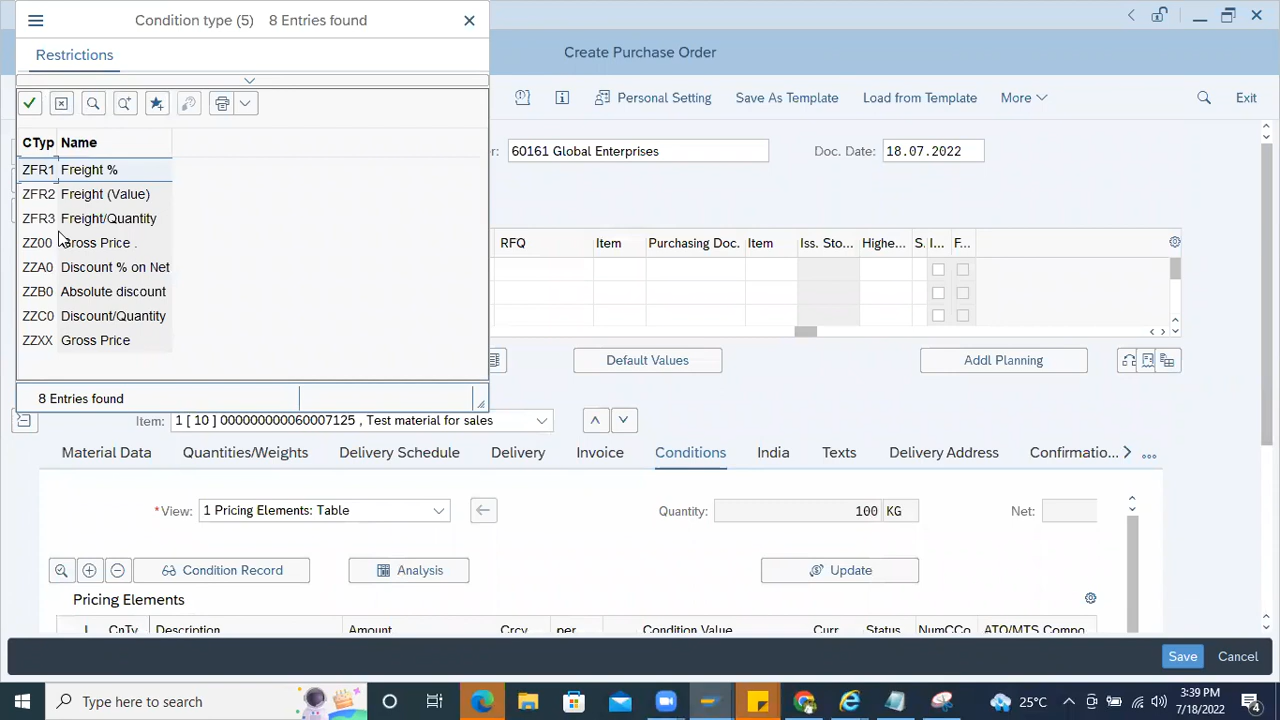 Condition type (5) 8 Entries found
Restrictions
CTyp Name
ZFR1 Freight %
ZFR2 Freight (Value)
ZFR3 Freight/Quantity
ZZ00 Gross Price .
ZZA0 Discount % on Net
ZZB0 Absolute discount
ZZC0 Discount/Quantity
ZZXX Gross Price
8 Entries found
Create Purchase Order
Personal Setting Save As Template Load from Template More Exit
60161 Global Enterprises Doc. Date: 18.07.2022
RFQ Item Purchasing Doc. Item Iss. Sto... Highe... S. I... F...
Default Values Addl Planning
Item: 1 [ 10 ] 000000000060007125 , Test material for sales
Material Data Quantities/Weights Delivery Schedule Delivery Invoice Conditions India Texts Delivery Address Confirmatio...
*View: 1 Pricing Elements: Table Quantity: 100 KG Net:
Condition Record Analysis Update
Pricing Elements
CnTy Description Amount Crcy per Condition Value Curr Status NumCCo ATO/MTS Compo
Save Cancel
Type here to search 25°C 3:39 PM
7/18/2022
4